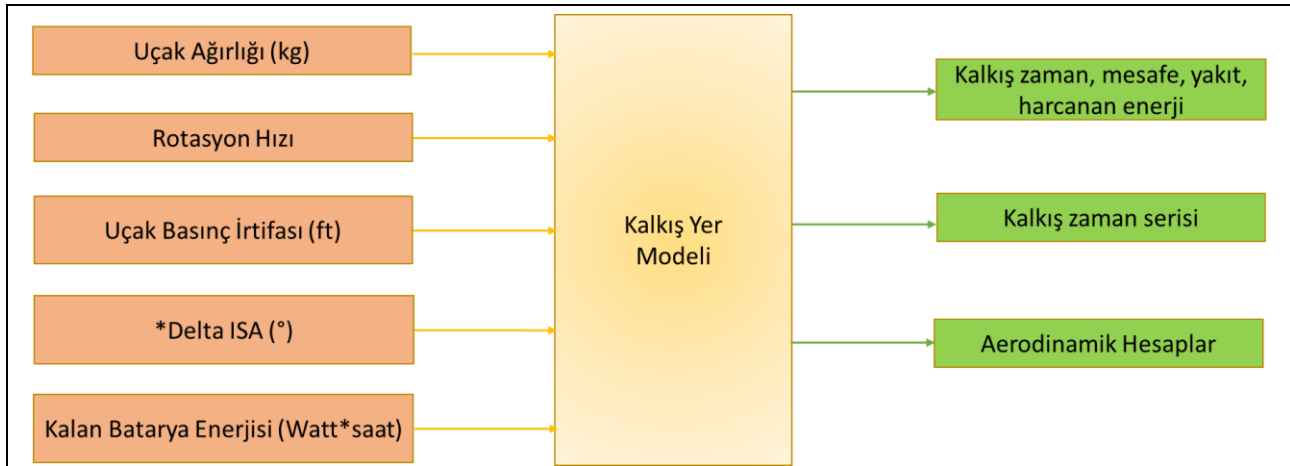 Uçak Ağırlığı (kg)
Rotasyon Hızı
Uçak Basınç İrtifası (ft)
*Delta ISA (°)
Kalan Batarya Enerjisi (Watt*saat)
Kalkış Yer
Modeli
Kalkış zaman, mesafe, yakıt,
harcanan enerji
Kalkış zaman serisi
Aerodinamik Hesaplar